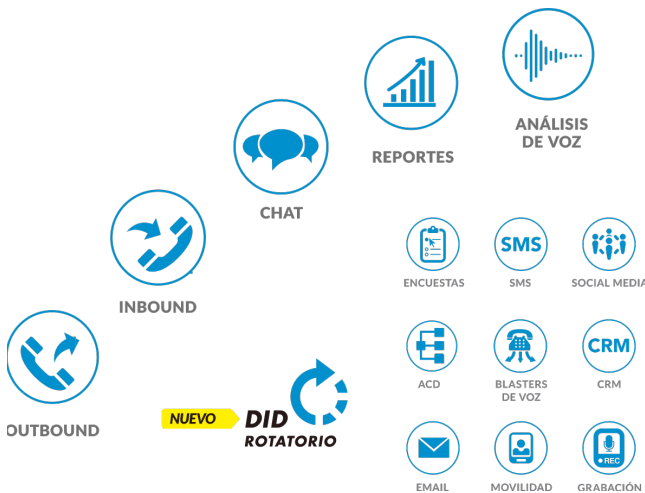 ANÁLISIS
DE VOZ
REPORTES
CHAT
INBOUND
OUTBOUND
NUEVO
DID
ROTATORIO
ENCUESTAS
SMS
SMS
SOCIAL MEDIA
ACD
BLASTERS
DE VOZ
CRM
CRM
EMAIL
MOVILIDAD
REC
GRABACIÓN